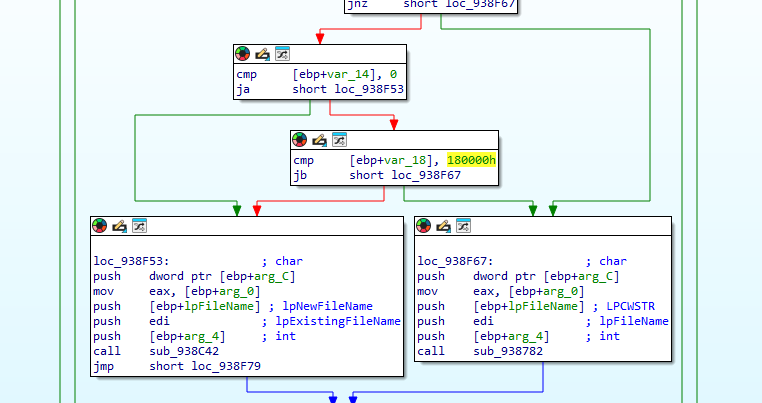 jnz     short loc_938F67
cmp     [ebp+var_14], 0
ja      short loc_938F53
cmp     [ebp+var_18], 180000h
jb      short loc_938F67
loc_938F53:             ; char
push    dword ptr [ebp+arg_C]
mov     eax, [ebp+arg_0]
push    [ebp+lpFileName] ; lpNewFileName
push    edi             ; lpExistingFileName
push    [ebp+arg_4]     ; int
call    sub_938C42
jmp     short loc_938F79
loc_938F67:             ; char
push    dword ptr [ebp+arg_C]
mov     eax, [ebp+arg_0]
push    [ebp+lpFileName] ; LPCWSTR
push    edi             ; lpFileName
push    [ebp+arg_4]     ; int
call    sub_938782